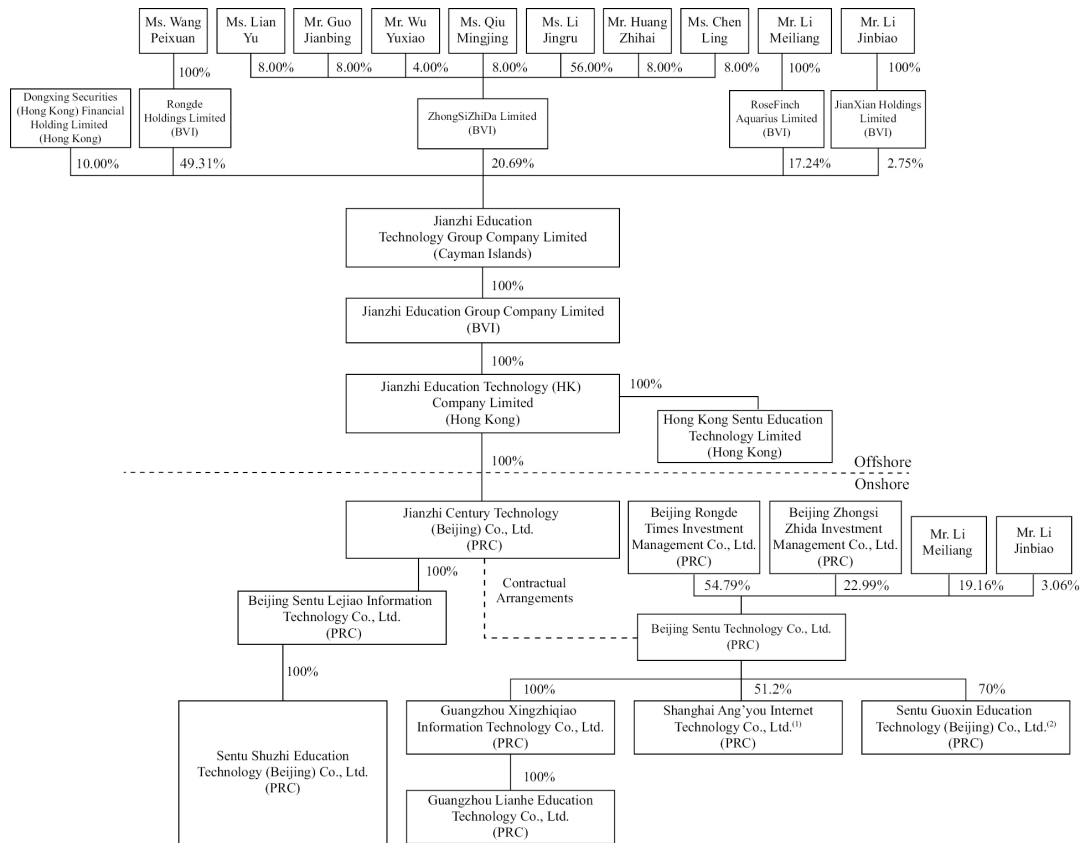 Ms. Wang
Peixuan
Ms. Lian
Yu
Mr. Guo
Jianbing
Mr. Wu
Yuxiao
Ms. Qiu
Mingjing
Ms. Li
Jingru
Mr. Huang
Zhihai
Ms. Chen
Ling
Mr. Li
Meiliang
Mr. Li
Jinbiao
100%
8.00%
8.00%
4.00%
8.00%
56.00%
8.00%
8.00%
100%
100%
Dongxing Securities
(Hong Kong) Financial
Holding Limited
(Hong Kong)
Rongde
Holdings Limited
(BVI)
ZhongSiZhiDa Limited
(BVI)
RoseFinch
Aquarius Limited
(BVI)
JianXian Holdings
Limited
(BVI)
10.00%
49.31%
20.69%
17.24%
2.75%
Jianzhi Education
Technology Group Company Limited
(Cayman Islands)
100%
Jianzhi Education Group Company Limited
(BVI)
100%
Jianzhi Education Technology (HK)
Company Limited
(Hong Kong)
100%
Hong Kong Sentu Education
Technology Limited
(Hong Kong)
100%
Offshore
Onshore
Jianzhi Century Technology
(Beijing) Co., Ltd.
(PRC)
Beijing Rongde
Times Investment
Management Co., Ltd.
(PRC)
Beijing Zhongsi
Zhida Investment
Management Co., Ltd.
(PRC)
Mr. Li
Meiliang
Mr. Li
Jinbiao
100%
Contractual
Arrangements
54.79%
22.99%
19.16%
3.06%
Beijing Sentu Lejiao Information
Technology Co., Ltd.
(PRC)
Beijing Sentu Technology Co., Ltd.
(PRC)
100%
100%
51.2%
70%
Sentu Shuzhi Education
Technology (Beijing) Co., Ltd.
(PRC)
Guangzhou Xingzhiqiao
Information Technology Co., Ltd.
(PRC)
Shanghai Ang’you Internet
Technology Co., Ltd.(1)
(PRC)
Sentu Guoxin Education
Technology (Beijing) Co., Ltd.(2)
(PRC)
100%
Guangzhou Lianhe Education
Technology Co., Ltd.
(PRC)